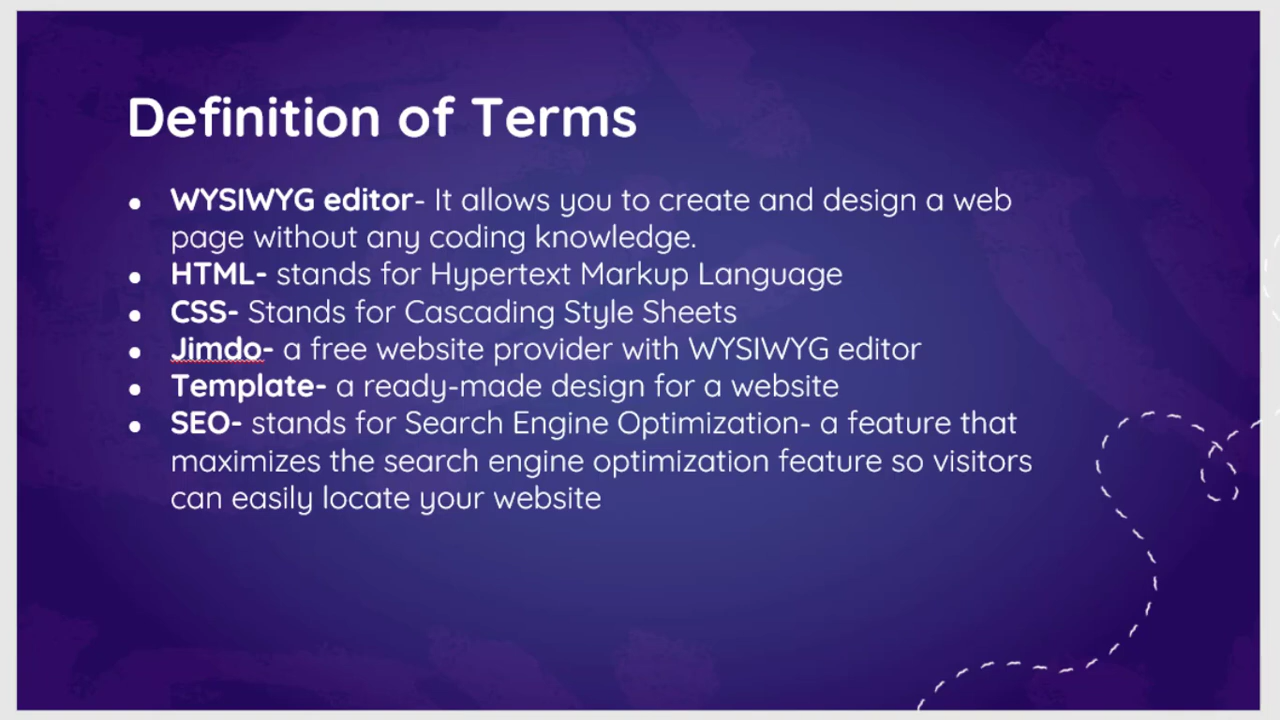 Definition of Terms
● WYSIWYG editor- It allows you to create and design a web
page without any coding knowledge.
● HTML- stands for Hypertext Markup Language
● CSS- Stands for Cascading Style Sheets
● Jimdo- a free website provider with WYSIWYG editor
● Template- a ready-made design for a website
● SEO- stands for Search Engine Optimization- a feature that
maximizes the search engine optimization feature so visitors
can easily locate your website